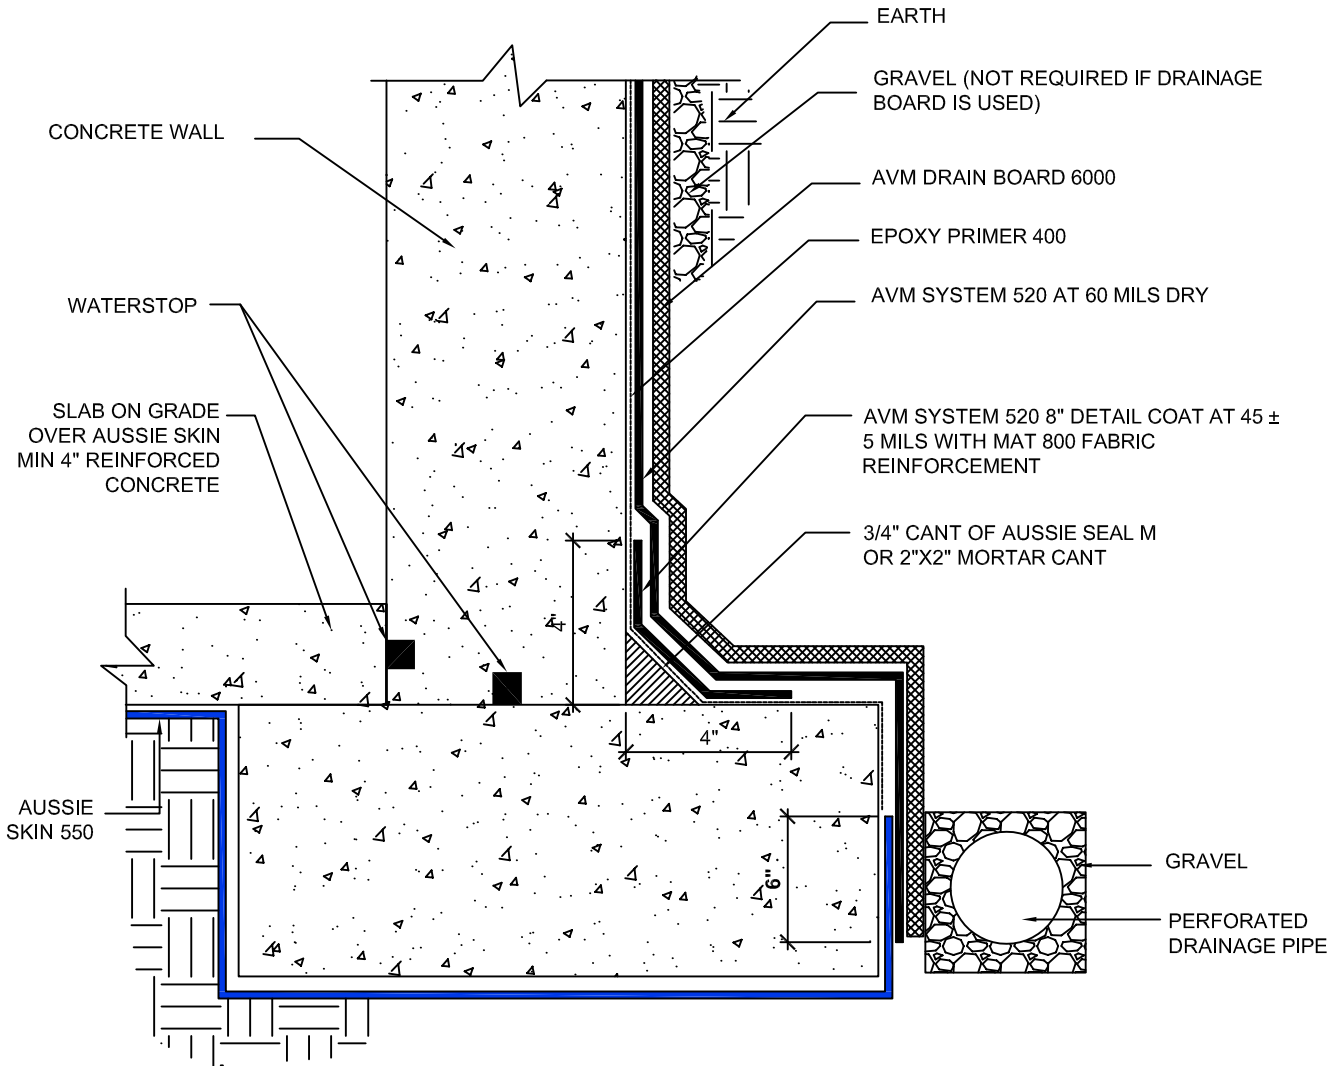 EARTH
GRAVEL (NOT REQUIRED IF DRAINAGE
BOARD IS USED)
CONCRETE WALL
AVM DRAIN BOARD 6000
EPOXY PRIMER 400
WATERSTOP
AVM SYSTEM 520 AT 60 MILS DRY
SLAB ON GRADE
OVER AUSSIE SKIN
MIN 4" REINFORCED
CONCRETE
AVM SYSTEM 520 8" DETAIL COAT AT 45 ±
5 MILS WITH MAT 800 FABRIC
REINFORCEMENT
3/4" CANT OF AUSSIE SEAL M
OR 2"X2" MORTAR CANT
4"
4"
AUSSIE
SKIN 550
6"
GRAVEL
PERFORATED
DRAINAGE PIPE